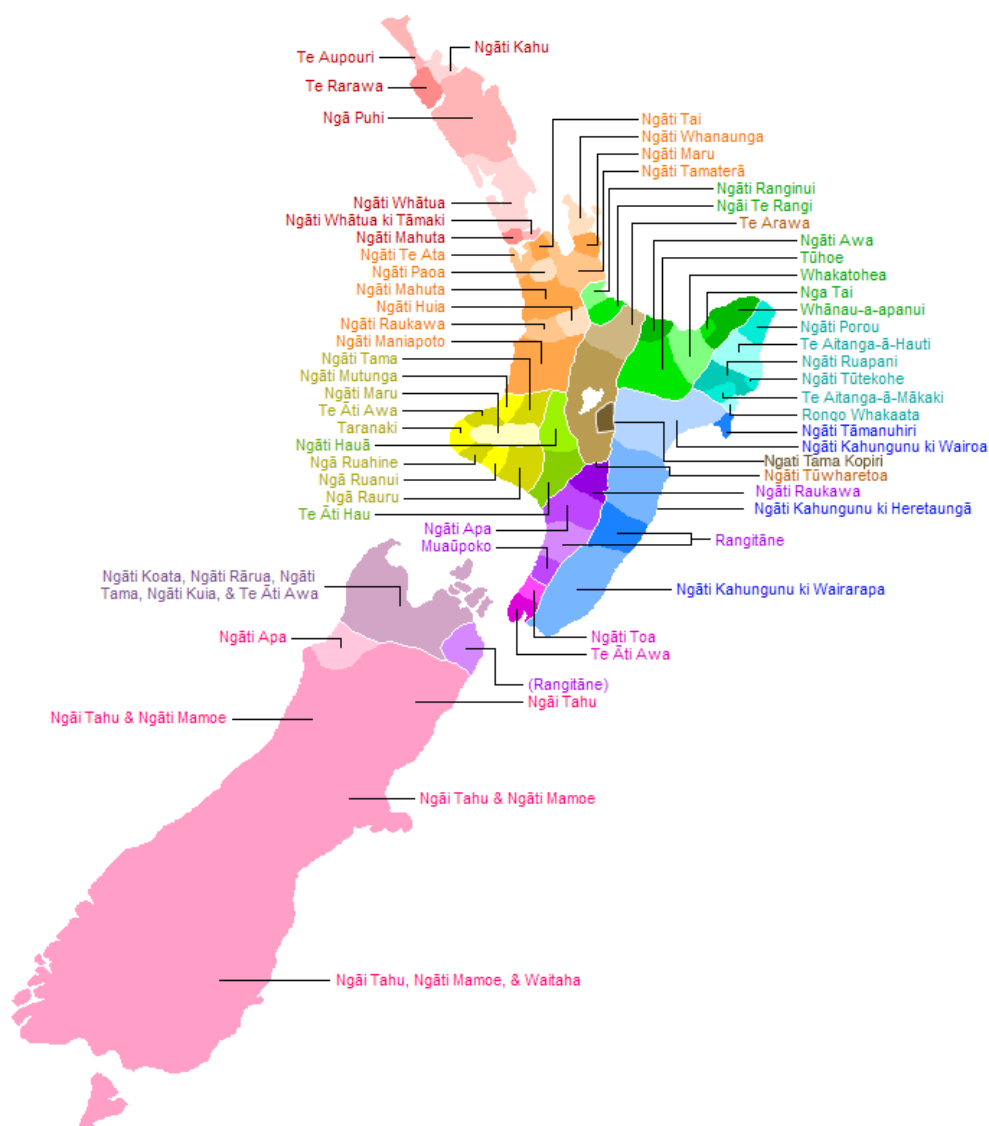 Te Aupouri
Ngāti Kahu
Te Rarawa
Ngā Puhi
Ngāti Tai
Ngāti Whanaunga
Ngāti Maru
Ngāti Tamaterā
Ngāti Ranginui
Ngāi Te Rangi
Te Arawa
Ngāti Awa
Tūhoe
Whakatohea
Nga Tai
Whānau-a-apanui
Ngāti Porou
Te Aitanga-ā-Hauti
Ngāti Ruapani
Ngāti Tūtekohe
Te Aitanga-ā-Mākaki
Rongo Whakaata
Ngāti Tāmanuhiri
Ngāti Kahungunu ki Wairoa
Ngati Tama Kopiri
Ngāti Tūwharetoa
Ngāti Raukawa
Ngāti Kahungunu ki Heretaungā
Rangitāne
Ngāti Kahungunu ki Wairarapa
Ngāti Whātua
Ngāti Whātua ki Tāmaki
Ngāti Mahuta
Ngāti Te Ata
Ngāti Paoa
Ngāti Mahuta
Ngāti Huia
Ngāti Raukawa
Ngāti Maniapoto
Ngāti Tama
Ngāti Mutunga
Ngāti Maru
Te Āti Awa
Taranaki
Ngāti Hauā
Ngā Ruahine
Ngā Ruanui
Ngā Rauru
Te Āti Hau
Ngāti Apa
Muaūpoko
Ngāti Toa
Te Āti Awa
Ngāti Koata, Ngāti Rārua, Ngāti
Tama, Ngāti Kuia, & Te Āti Awa
Ngāti Apa
(Rangitāne)
Ngāi Tahu
Ngāi Tahu & Ngāti Mamoe
Ngāi Tahu & Ngāti Mamoe
Ngāi Tahu, Ngāti Mamoe, & Waitaha